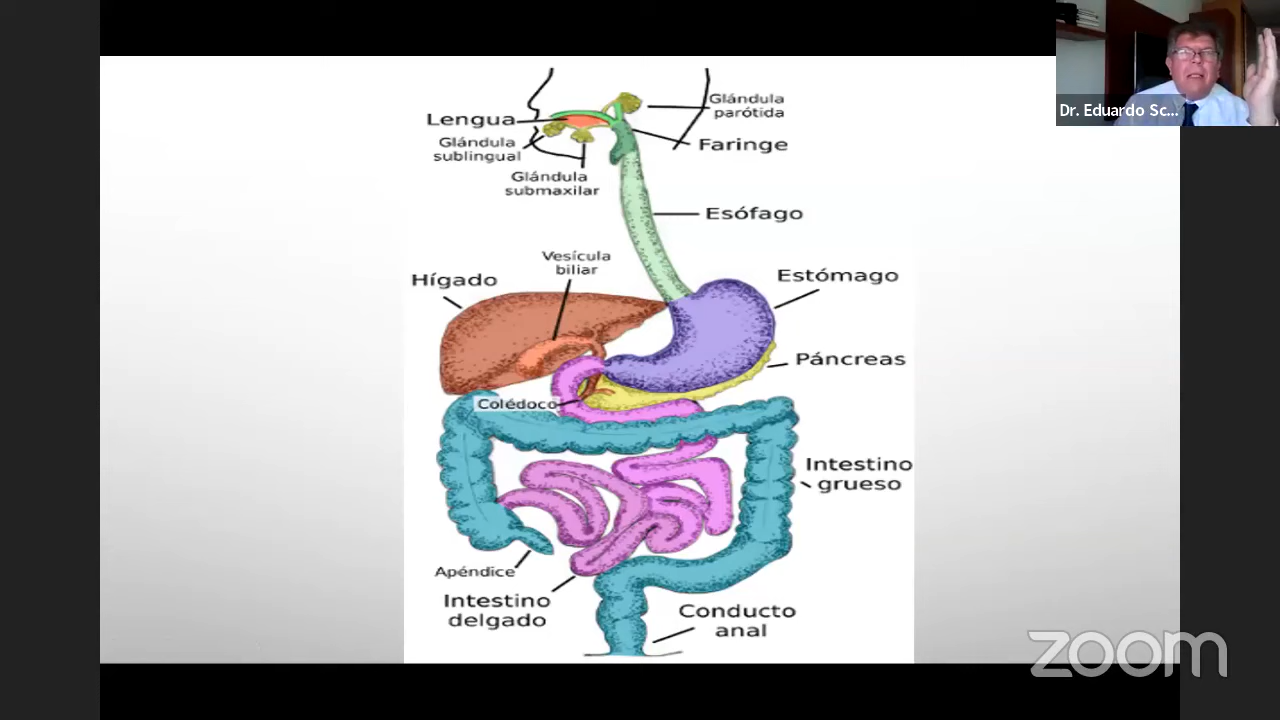 Dr. Eduardo Sc...
Glándula
parótida
Lengua
Faringe
Glándula
sublingual
Glándula
submaxilar
Esófago
Vesícula
biliar
Hígado
Estómago
Páncreas
Colédoco
Intestino
grueso
Apéndice
Intestino
delgado
Conducto
anal
zoom